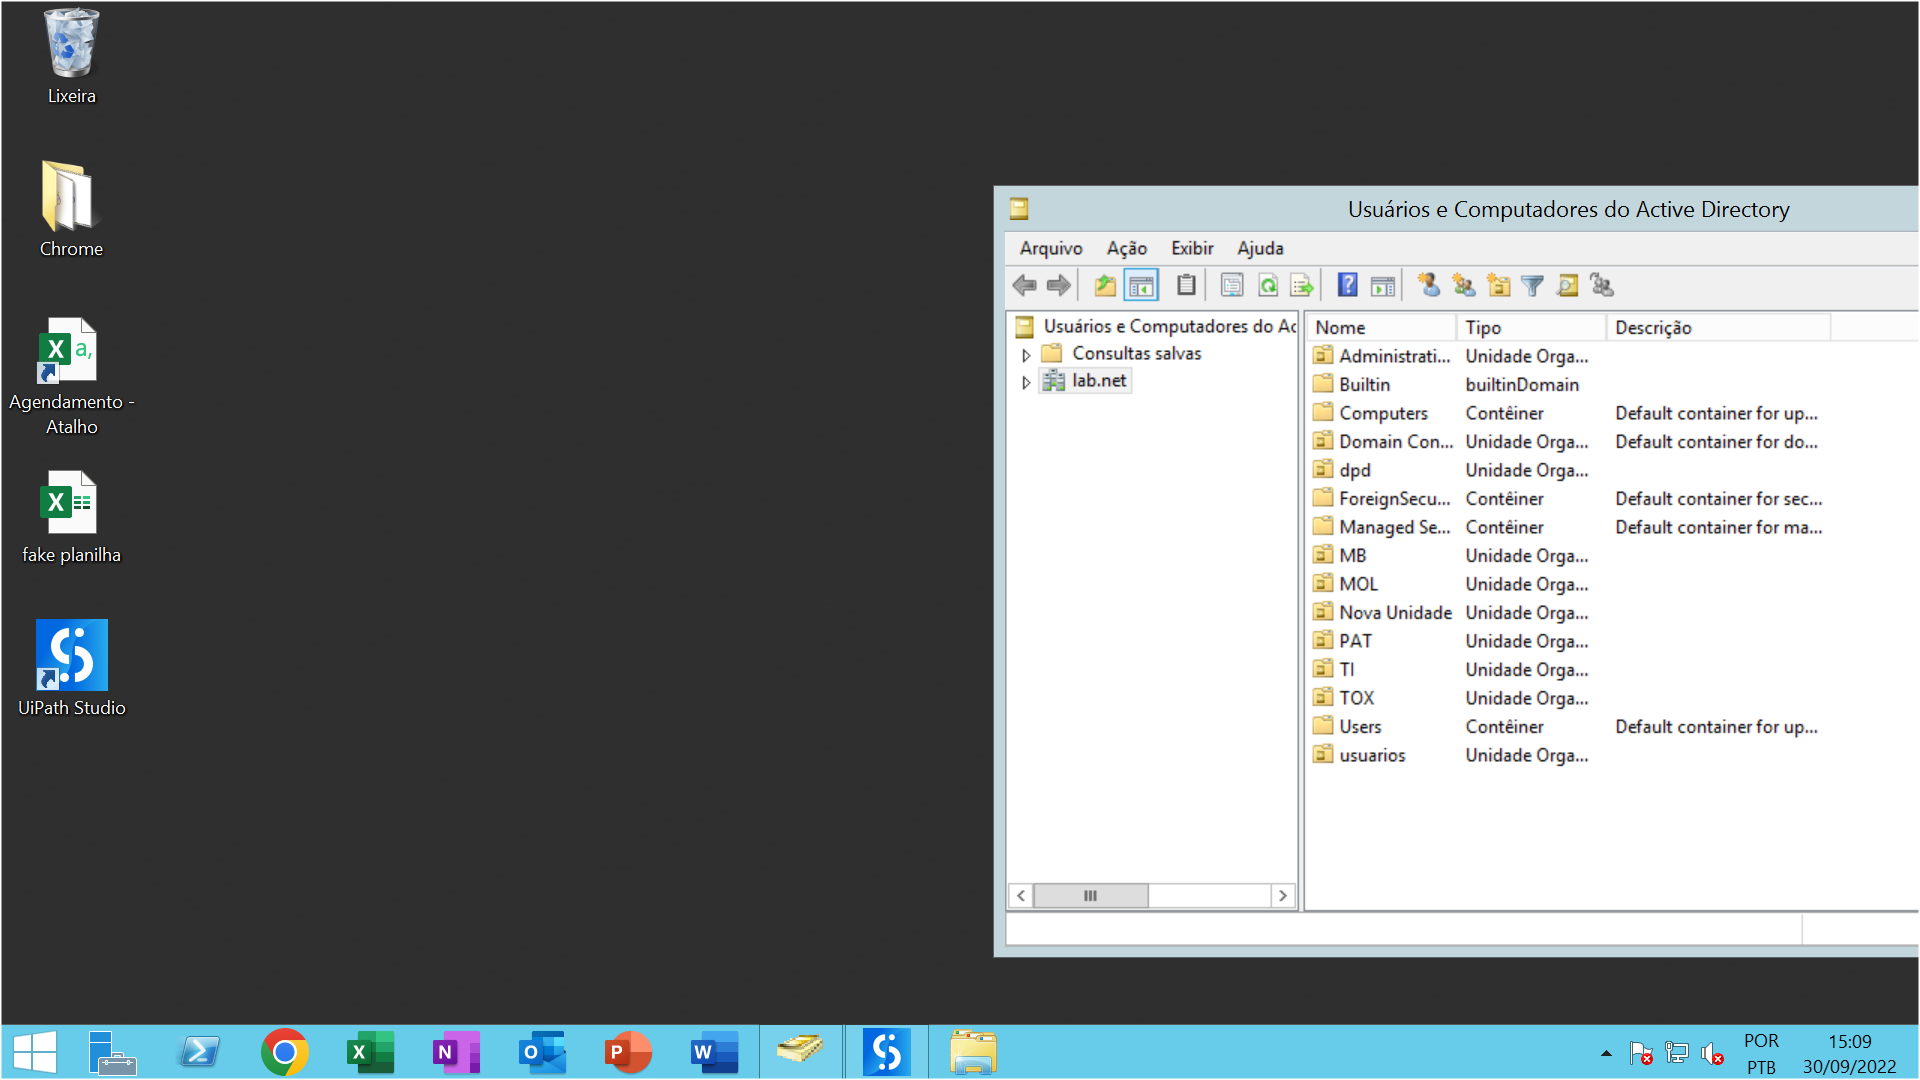 Lixeira
Chrome
Agendamento -
Atalho
fake planilha
UiPath Studio
Usuários e Computadores do Active Directory
Arquivo Ação Exibir Ajuda
Usuários e Computadores do Ac
Consultas salvas
lab.net
Nome Tipo Descrição
Administrati... Unidade Orga...
Builtin builtinDomain
Computers Contêiner Default container for up...
Domain Con... Unidade Orga... Default container for do...
dpd Unidade Orga...
ForeignSecu... Contêiner Default container for sec...
Managed Se... Contêiner Default container for ma...
MB Unidade Orga...
MOL Unidade Orga...
Nova Unidade Unidade Orga...
PAT Unidade Orga...
TI Unidade Orga...
TOX Unidade Orga...
Users Contêiner Default container for up...
usuarios Unidade Orga...
POR 15:09
PTB 30/09/2022